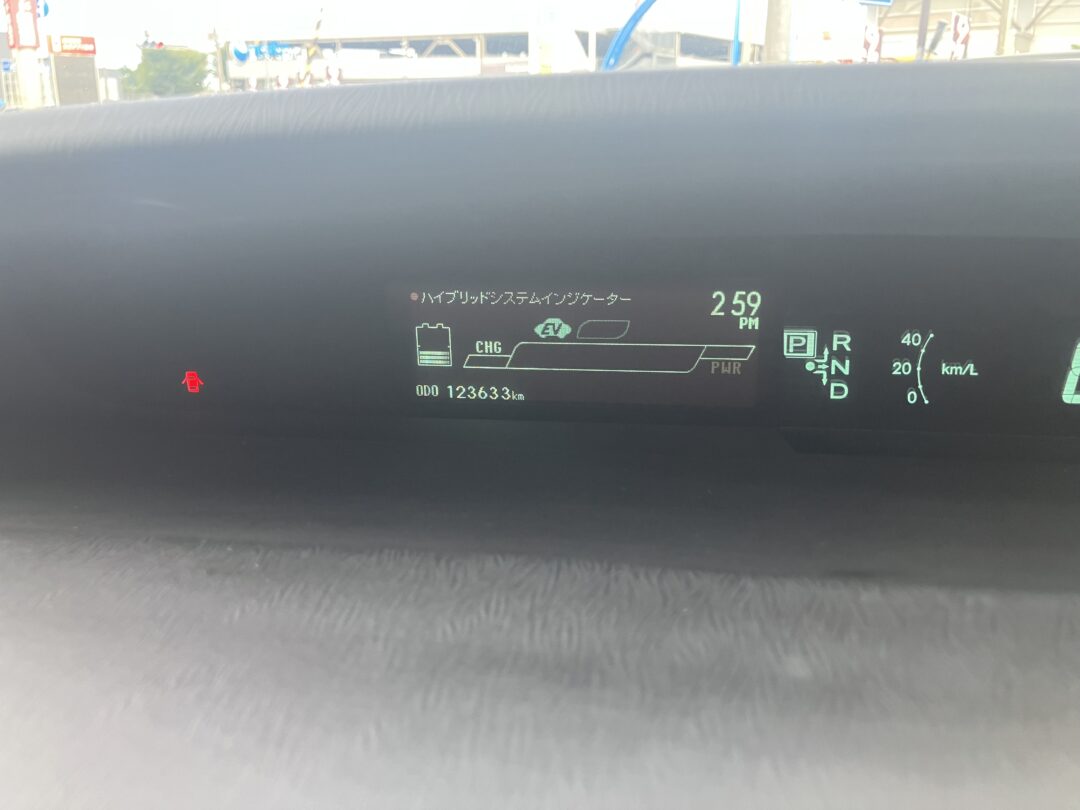 ハイブリッドシステムインジケーター
2 59
PM
EV
CHG
PWR
ODO 123633km
P
R
N
D
40
20
0
km/L